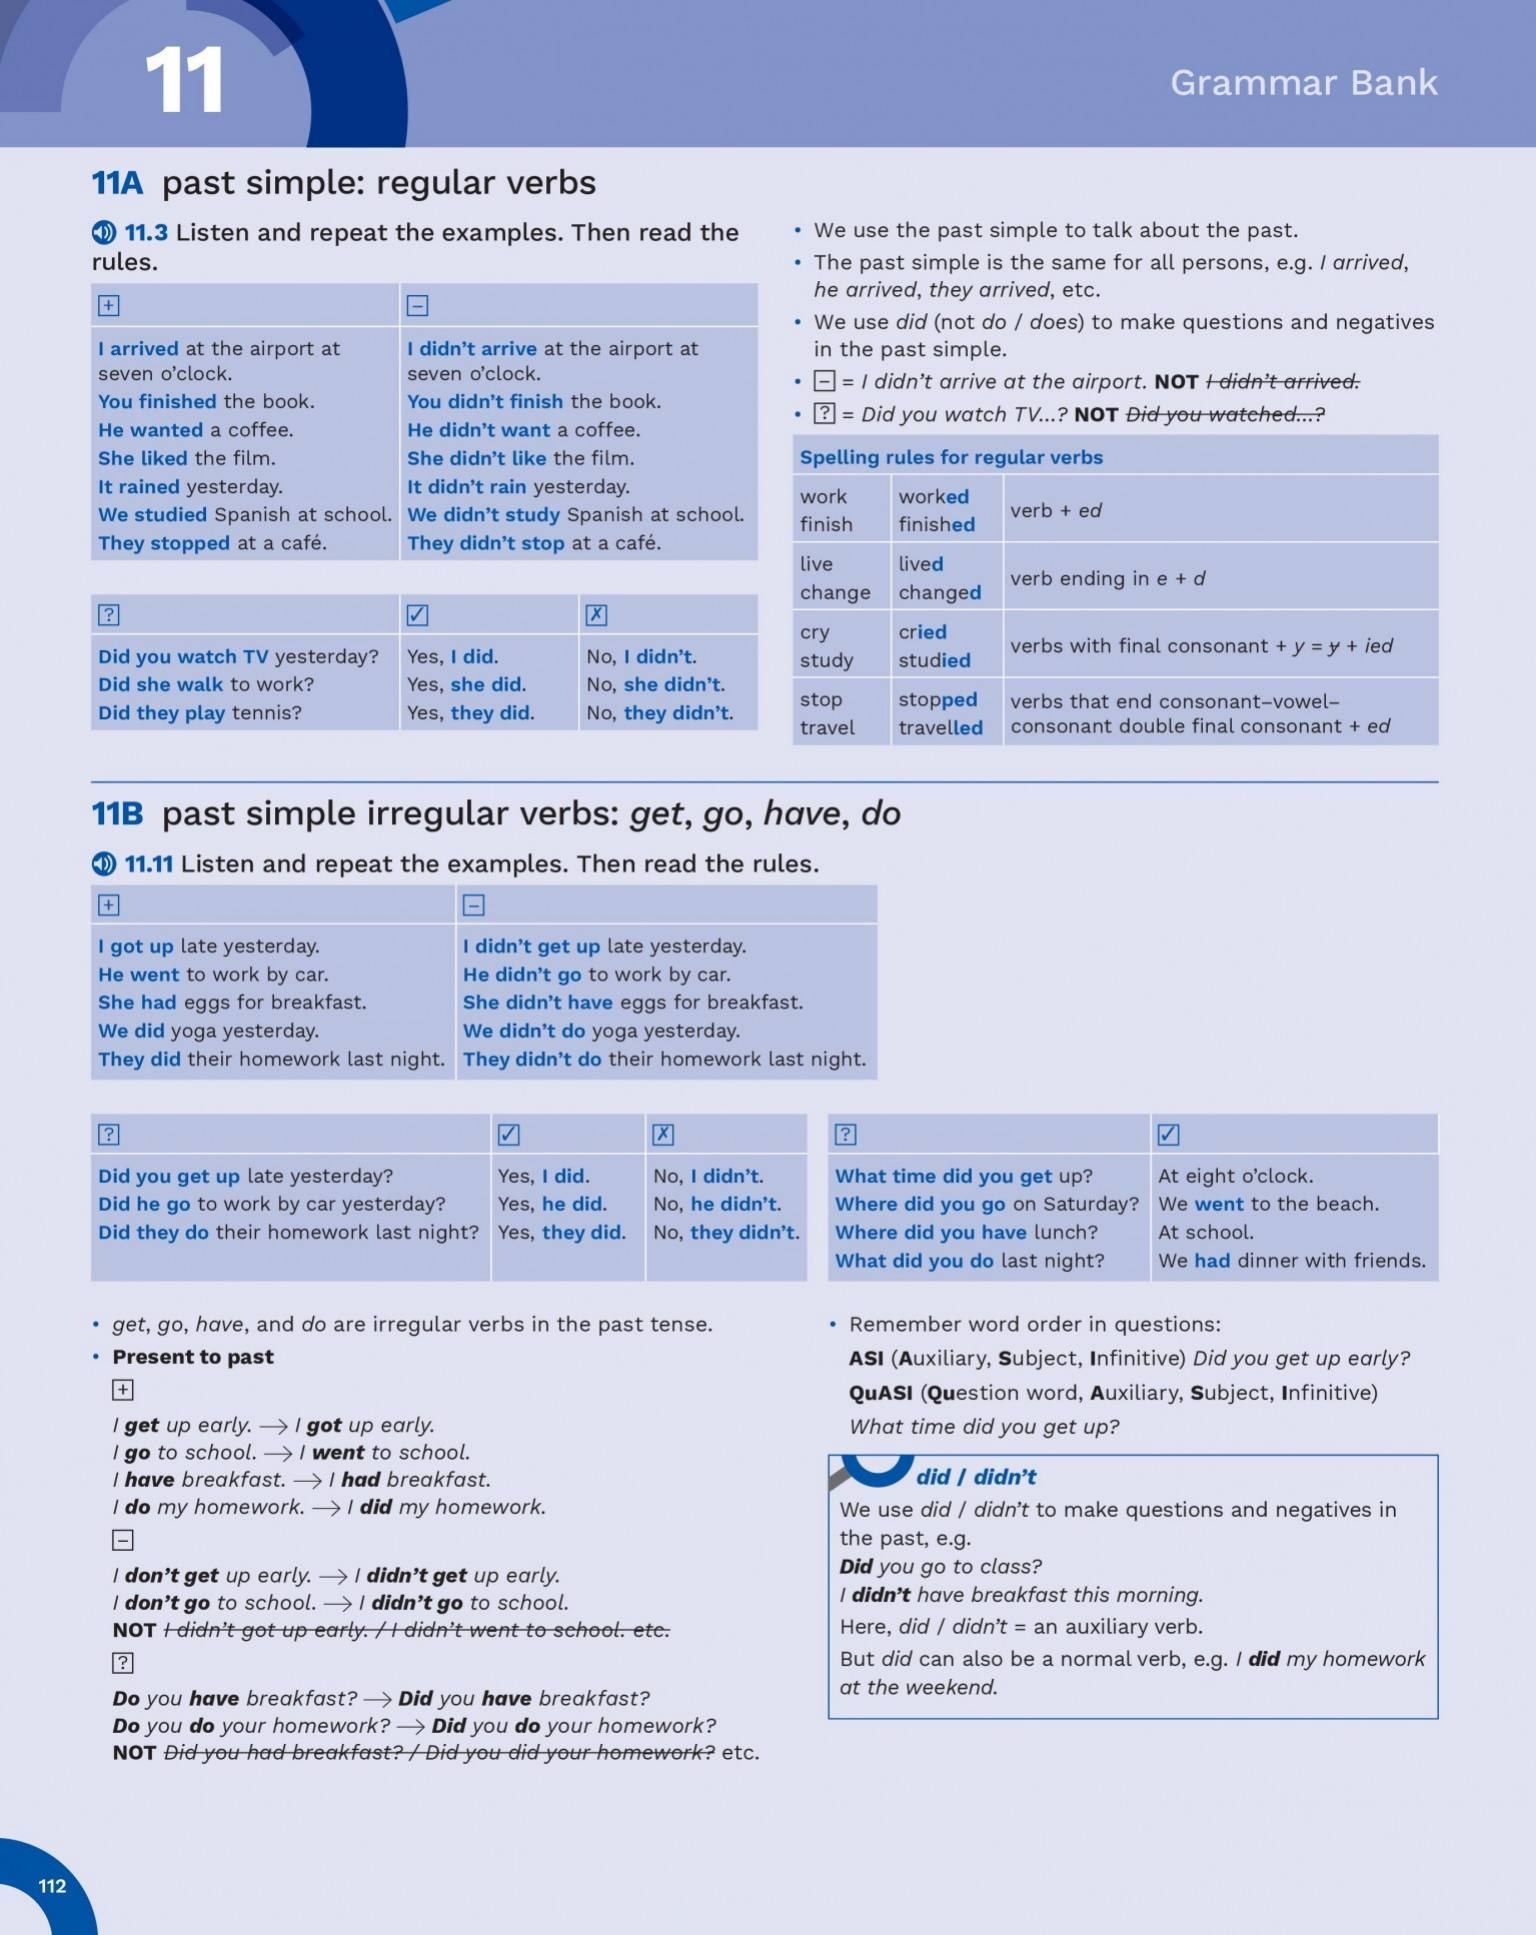 11
Grammar Bank
11A past simple: regular verbs
11.3 Listen and repeat the examples. Then read the
rules.
+ −
I arrived at the airport at
seven o’clock.
You finished the book.
He wanted a coffee.
She liked the film.
It rained yesterday.
We studied Spanish at school.
They stopped at a café.
I didn’t arrive at the airport at
seven o’clock.
You didn’t finish the book.
He didn’t want a coffee.
She didn’t like the film.
It didn’t rain yesterday.
We didn’t study Spanish at school.
They didn’t stop at a café.
? ✓ ✗
Did you watch TV yesterday? Yes, I did. No, I didn’t.
Did she walk to work? Yes, she did. No, she didn’t.
Did they play tennis? Yes, they did. No, they didn’t.
• We use the past simple to talk about the past.
• The past simple is the same for all persons, e.g. I arrived,
he arrived, they arrived, etc.
• We use did (not do / does) to make questions and negatives
in the past simple.
• − = I didn’t arrive at the airport. NOT I didn’t arrived.
• ? = Did you watch TV...? NOT Did you watched...?
Spelling rules for regular verbs
work worked
finish finished
verb + ed
live lived
change changed
verb ending in e + d
cry cried
study studied
verbs with final consonant + y = y + ied
stop stopped
travel travelled
verbs that end consonant–vowel–
consonant double final consonant + ed
11B past simple irregular verbs: get, go, have, do
11.11 Listen and repeat the examples. Then read the rules.
+ −
I got up late yesterday. I didn’t get up late yesterday.
He went to work by car. He didn’t go to work by car.
She had eggs for breakfast. She didn’t have eggs for breakfast.
We did yoga yesterday. We didn’t do yoga yesterday.
They did their homework last night. They didn’t do their homework last night.
? ✓ ✗
Did you get up late yesterday? Yes, I did. No, I didn’t.
Did he go to work by car yesterday? Yes, he did. No, he didn’t.
Did they do their homework last night? Yes, they did. No, they didn’t.
? ✓
What time did you get up? At eight o’clock.
Where did you go on Saturday? We went to the beach.
Where did you have lunch? At school.
What did you do last night? We had dinner with friends.
• get, go, have, and do are irregular verbs in the past tense.
• Present to past
+
I get up early. → I got up early.
I go to school. → I went to school.
I have breakfast. → I had breakfast.
I do my homework. → I did my homework.
−
I don’t get up early. → I didn’t get up early.
I don’t go to school. → I didn’t go to school.
NOT I didn’t got up early. / I didn’t went to school. etc.
?
Do you have breakfast? → Did you have breakfast?
Do you do your homework? → Did you do your homework?
NOT Did you had breakfast? / Did you did your homework? etc.
• Remember word order in questions:
ASI (Auxiliary, Subject, Infinitive) Did you get up early?
QuASI (Question word, Auxiliary, Subject, Infinitive)
What time did you get up?
did / didn’t
We use did / didn’t to make questions and negatives in
the past, e.g.
Did you go to class?
I didn’t have breakfast this morning.
Here, did / didn’t = an auxiliary verb.
But did can also be a normal verb, e.g. I did my homework
at the weekend.
112